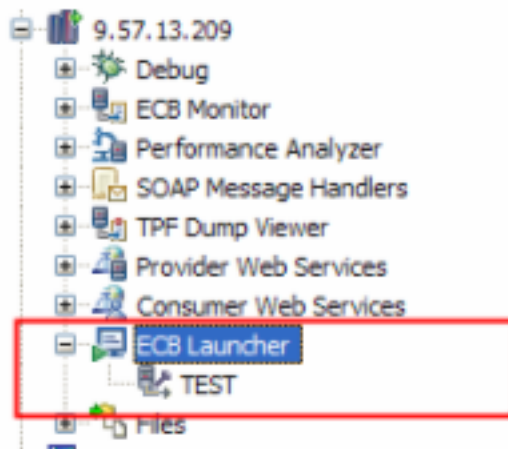 9.57.13.209
Debug
ECB Monitor
Performance Analyzer
SOAP Message Handlers
TPF Dump Viewer
Provider Web Services
Consumer Web Services
ECB Launcher
TEST
Files